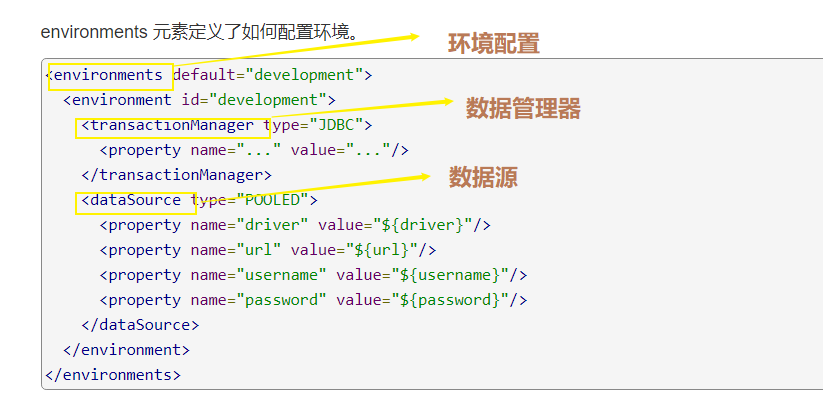 environments 元素定义了如何配置环境。
环境配置
<environments default="development">
<environment id="development">
数据管理器
<transactionManager type="JDBC">
<property name="..." value="..."/>
</transactionManager>
数据源
<dataSource type="POOLED">
<property name="driver" value="${driver}"/>
<property name="url" value="${url}"/>
<property name="username" value="${username}"/>
<property name="password" value="${password}"/>
</dataSource>
</environment>
</environments>